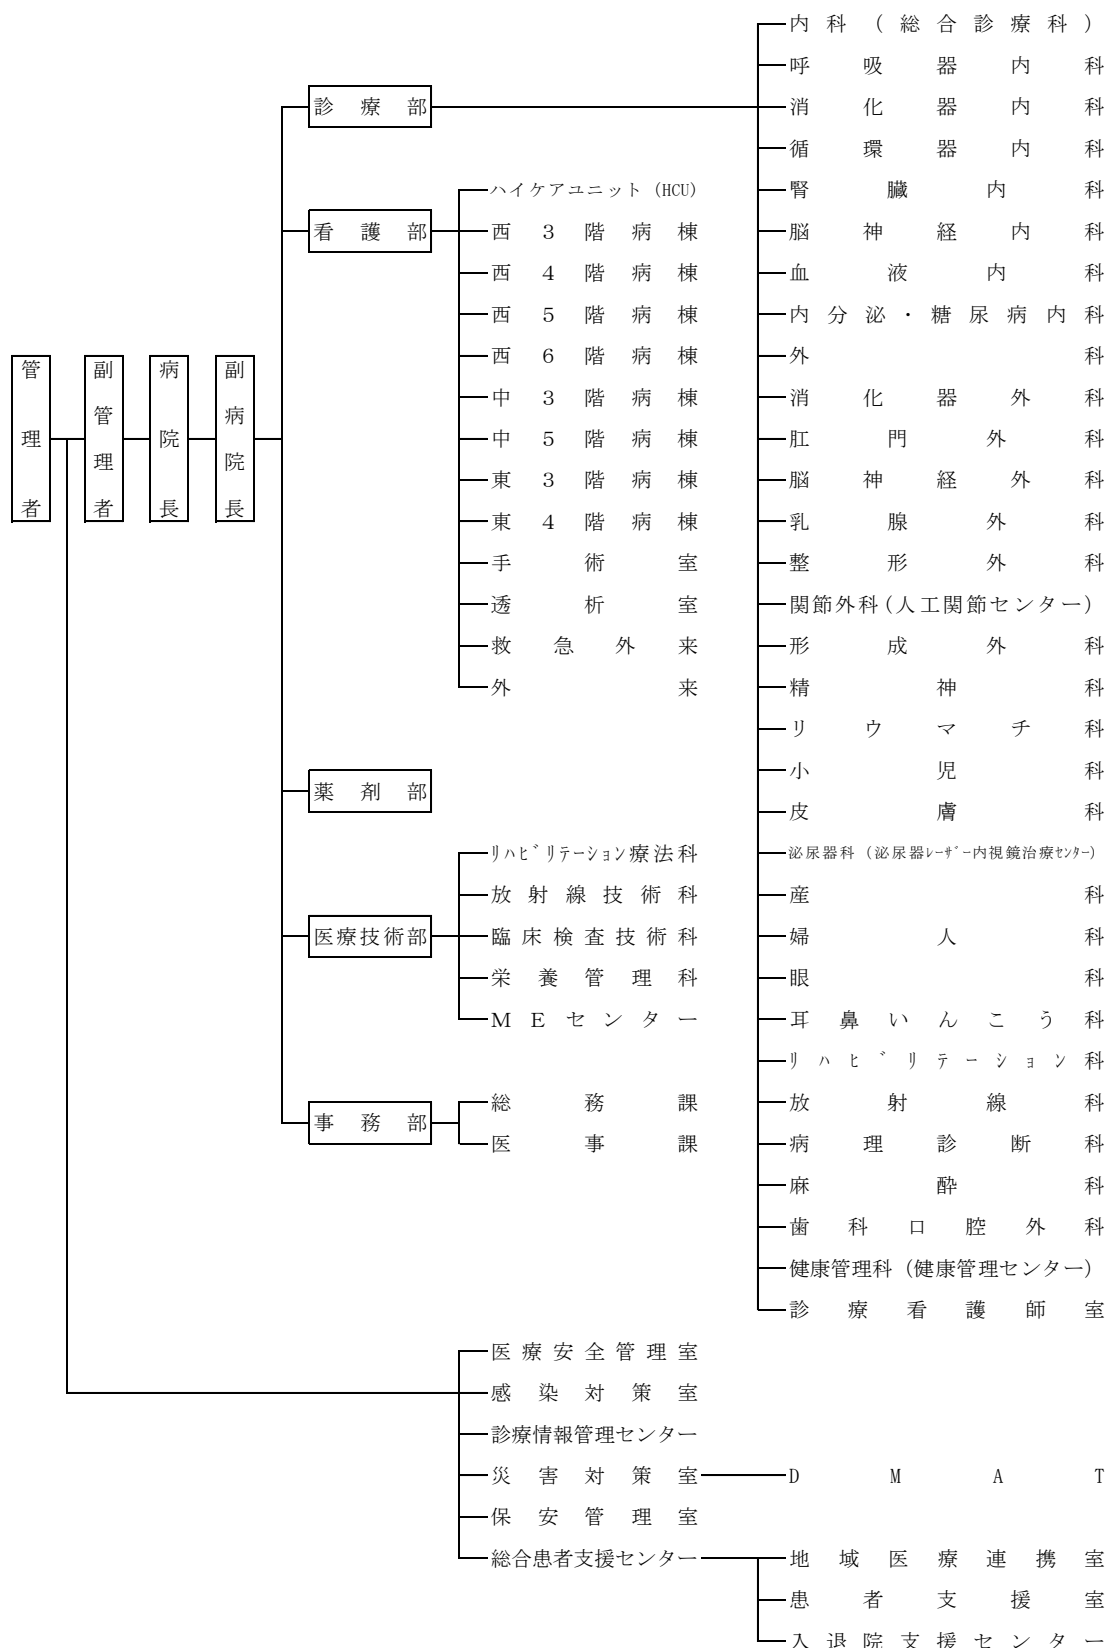 管理者
副管理者
病院長
副病院長
診療部
内科(総合診療科)
呼吸器内科
消化器内科
循環器内科
腎臓内科
脳神経内科
血液内科
内分泌・糖尿病内科
外科
消化器外科
肛門外科
脳神経外科
乳腺外科
整形外科
関節外科(人工関節センター)
形成外科
精神科
リウマチ科
小児科
皮膚科
泌尿器科(泌尿器ﾚｰｻﾞｰ内視鏡治療ｾﾝﾀｰ)
産科
婦人科
眼科
耳鼻いんこう科
ﾘﾊﾋﾞﾘﾃｰｼｮﾝ科
放射線科
病理診断科
麻酔科
歯科口腔外科
健康管理科(健康管理センター)
診療看護師室
看護部
ハイケアユニット(HCU)
西3階病棟
西4階病棟
西5階病棟
西6階病棟
中3階病棟
中5階病棟
東3階病棟
東4階病棟
手術室
透析室
救急外来
外来
薬剤部
医療技術部
ﾘﾊﾋﾞﾘﾃｰｼｮﾝ療法科
放射線技術科
臨床検査技術科
栄養管理科
MEセンター
事務部
総務課
医事課
医療安全管理室
感染対策室
診療情報管理センター
災害対策室
DMAT
保安管理室
総合患者支援センター
地域医療連携室
患者支援室
入退院支援センター